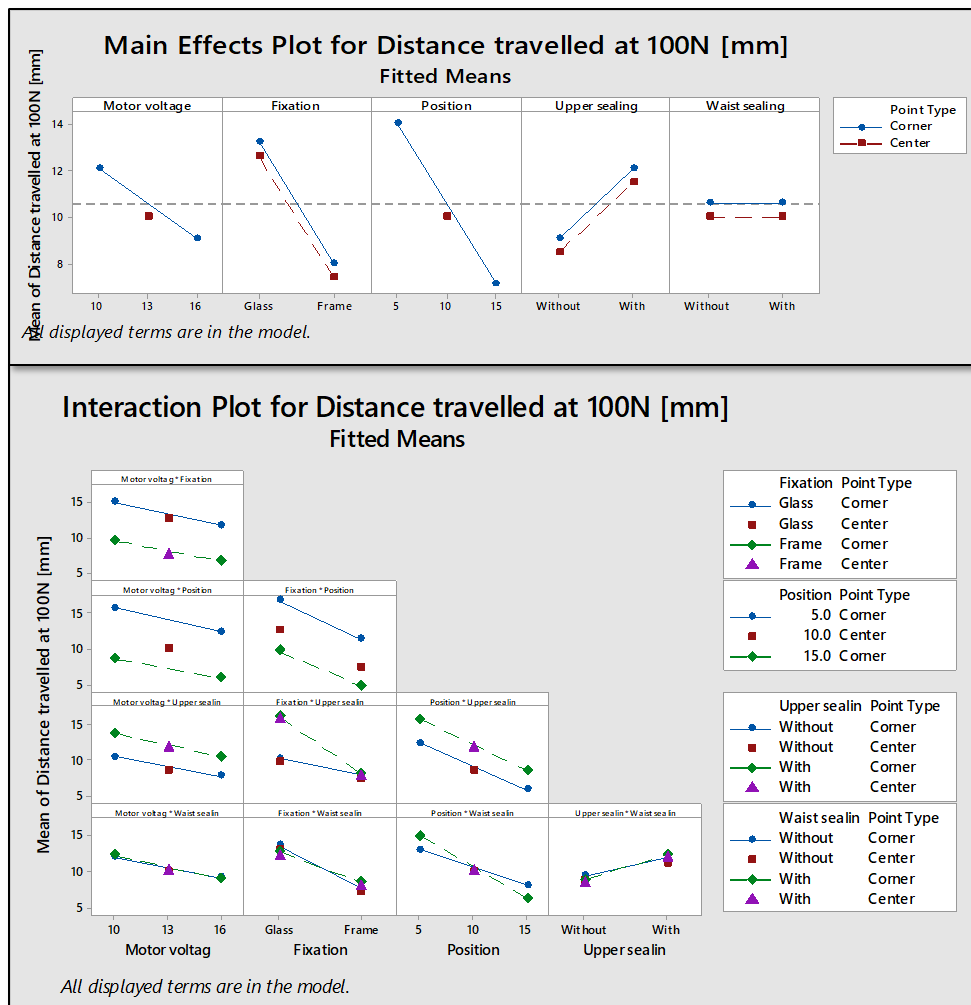 Main Effects Plot for Distance travelled at 100N [mm]
Fitted Means
Mean of Distance travelled at 100N [mm]
Motor voltage Fixation Position Upper sealing Waist sealing
Point Type
Corner
Center
14
12
10
8
10 13 16 Glass Frame 5 10 15 Without With Without With
All displayed terms are in the model.
Interaction Plot for Distance travelled at 100N [mm]
Fitted Means
Mean of Distance travelled at 100N [mm]
Motor voltag * Fixation
15
10
5
Fixation Point Type
Glass Corner
Glass Center
Frame Corner
Frame Center
Motor voltag * Position Fixation * Position
15
10
5
Position Point Type
5.0 Corner
10.0 Center
15.0 Corner
Motor voltag * Upper sealin Fixation * Upper sealin Position * Upper sealin
15
10
5
Upper sealin Point Type
Without Corner
Without Center
With Corner
With Center
Motor voltag * Waist sealin Fixation * Waist sealin Position * Waist sealin Upper sealin * Waist sealin
15
10
5
Waist sealin Point Type
Without Corner
Without Center
With Corner
With Center
10 13 16 Glass Frame 5 10 15 Without With
Motor voltag Fixation Position Upper sealin
All displayed terms are in the model.